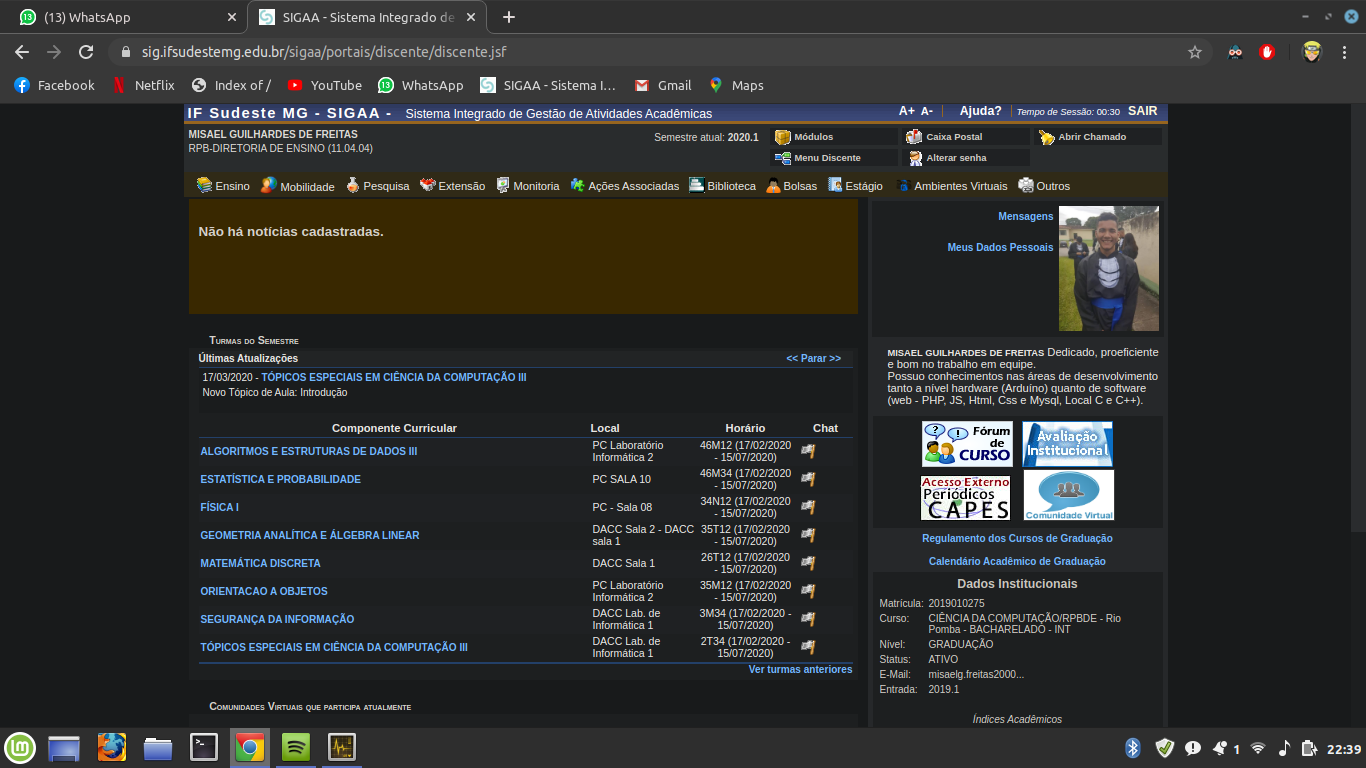 (13) WhatsApp
SIGAA - Sistema Integrado de
sig.ifsudestemg.edu.br/sigaa/portais/discente/discente.jsf
Facebook
Netflix
Index of /
YouTube
WhatsApp
SIGAA - Sistema I...
Gmail
Maps
IF Sudeste MG - SIGAA - Sistema Integrado de Gestão de Atividades Acadêmicas
A+ A- Ajuda? Tempo de Sessão: 00:30 SAIR
MISAEL GUILHARDES DE FREITAS
RPB-DIRETORIA DE ENSINO (11.04.04)
Semestre atual: 2020.1
Módulos
Caixa Postal
Abrir Chamado
Menu Discente
Alterar senha
Ensino
Mobilidade
Pesquisa
Extensão
Monitoria
Ações Associadas
Biblioteca
Bolsas
Estágio
Ambientes Virtuais
Outros
Não há notícias cadastradas.
Turmas do Semestre
Últimas Atualizações
<< Parar >>
17/03/2020 - TÓPICOS ESPECIAIS EM CIÊNCIA DA COMPUTAÇÃO III
Novo Tópico de Aula: Introdução
Componente Curricular Local Horário Chat
ALGORITMOS E ESTRUTURAS DE DADOS III
PC Laboratório
Informática 2
46M12 (17/02/2020
- 15/07/2020)
ESTATÍSTICA E PROBABILIDADE
PC SALA 10
46M34 (17/02/2020
- 15/07/2020)
FÍSICA I
PC - Sala 08
34N12 (17/02/2020
- 15/07/2020)
GEOMETRIA ANALÍTICA E ÁLGEBRA LINEAR
DACC Sala 2 - DACC
sala 1
35T12 (17/02/2020
- 15/07/2020)
MATEMÁTICA DISCRETA
DACC Sala 1
26T12 (17/02/2020
- 15/07/2020)
ORIENTACAO A OBJETOS
PC Laboratório
Informática 2
35M12 (17/02/2020
- 15/07/2020)
SEGURANÇA DA INFORMAÇÃO
DACC Lab. de
Informática 1
3M34 (17/02/2020 -
15/07/2020)
TÓPICOS ESPECIAIS EM CIÊNCIA DA COMPUTAÇÃO III
DACC Lab. de
Informática 1
2T34 (17/02/2020 -
15/07/2020)
Ver turmas anteriores
Comunidades Virtuais que participa atualmente
Mensagens
Meus Dados Pessoais
MISAEL GUILHARDES DE FREITAS Dedicado, proeficiente
e bom no trabalho em equipe.
Possuo conhecimentos nas áreas de desenvolvimento
tanto a nível hardware (Arduíno) quanto de software
(web - PHP, JS, Html, Css e Mysql, Local C e C++).
Fórum
de
CURSO
Avaliação
Institucional
Acesso Externo
Periódicos
CAPES
Comunidade Virtual
Regulamento dos Cursos de Graduação
Calendário Acadêmico de Graduação
Dados Institucionais
Matrícula: 2019010275
Curso: CIÊNCIA DA COMPUTAÇÃO/RPBDE - Rio
Pomba - BACHARELADO - INT
Nível: GRADUAÇÃO
Status: ATIVO
E-Mail: misaelg.freitas2000...
Entrada: 2019.1
Índices Acadêmicos
1
22:39